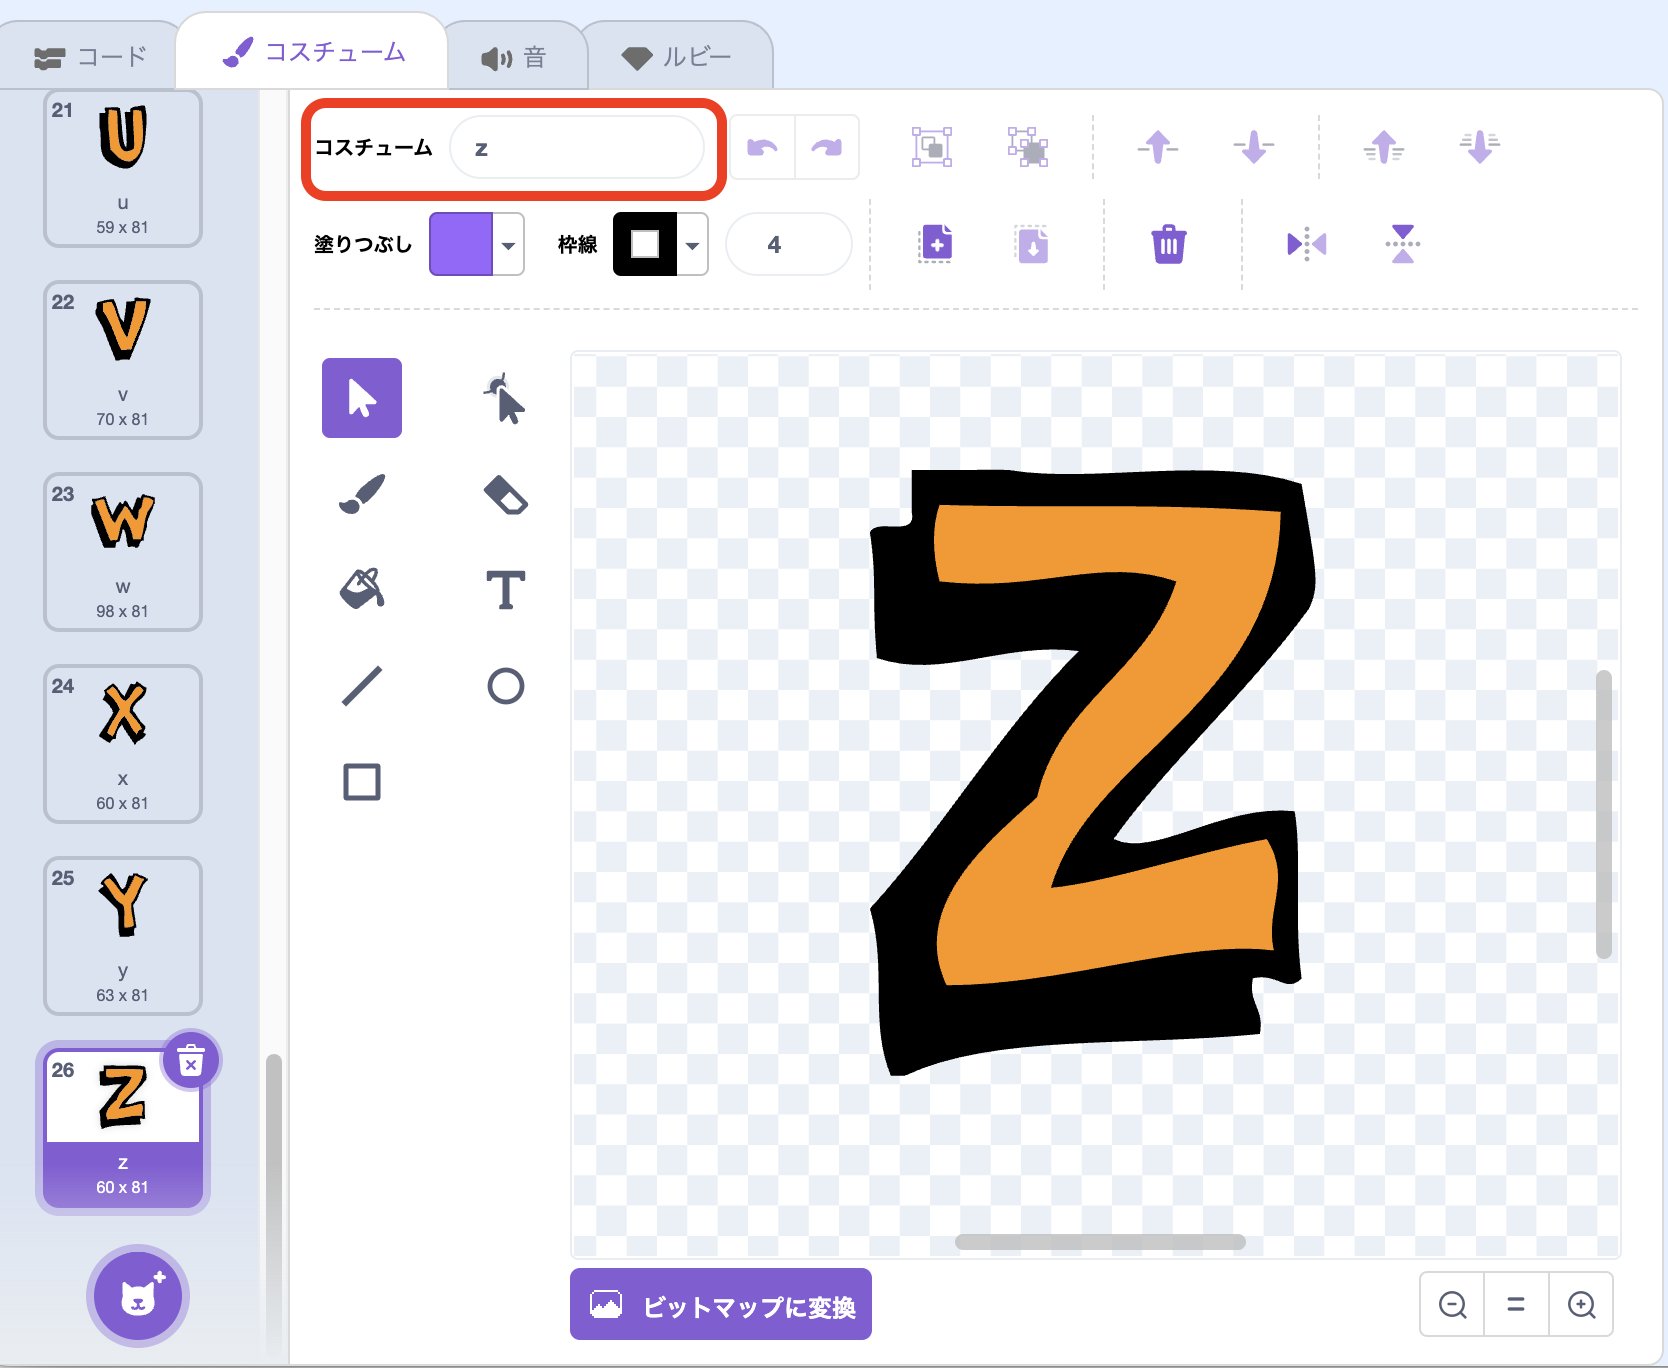 コード
コスチューム
音
ルビー
21
U
u
59 x 81
22
V
v
70 x 81
23
W
w
98 x 81
24
X
x
60 x 81
25
Y
y
63 x 81
26
Z
z
60 x 81
コスチューム
z
塗りつぶし
枠線
4
T
Z
ビットマップに変換